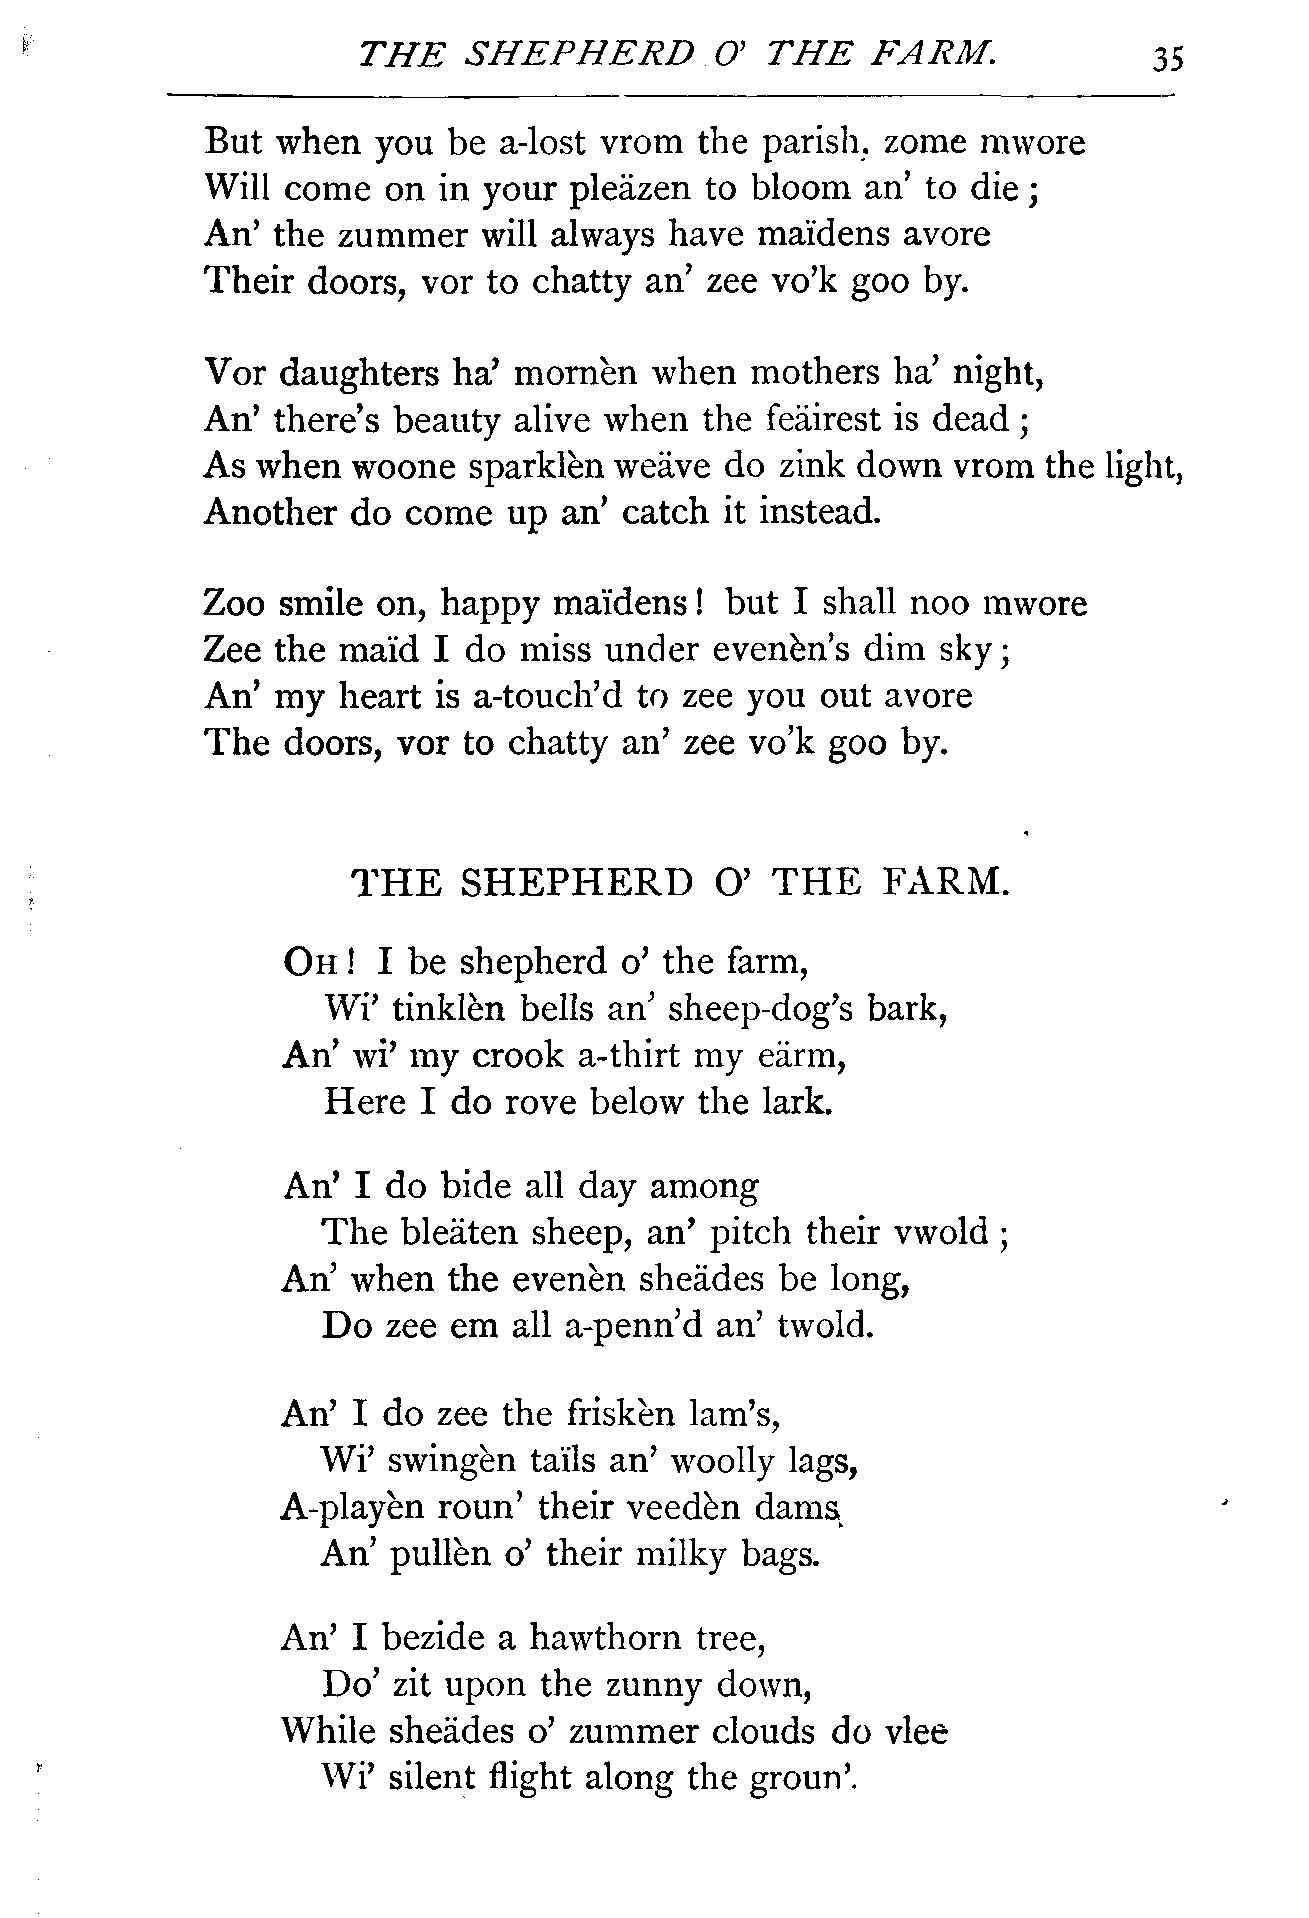 THE SHEPHERD O' THE FARM. 35
But when you be a-lost vrom the parish, zome mwore
Will come on in your pleäzen to bloom an' to die ;
An' the zummer will always have maïdens avore
Their doors, vor to chatty an' zee vo'k goo by.

Vor daughters ha' mornèn when mothers ha' night,
An' there's beauty alive when the feäirest is dead ;
As when woone sparklèn weäve do zink down vrom the light,
Another do come up an' catch it instead.

Zoo smile on, happy maïdens ! but I shall noo mwore
Zee the maïd I do miss under evenèn's dim sky ;
An' my heart is a-touch'd to zee you out avore
The doors, vor to chatty an' zee vo'k goo by.

THE SHEPHERD O' THE FARM.

OH ! I be shepherd o' the farm,
Wi' tinklèn bells an' sheep-dog's bark,
An' wi' my crook a-thirt my eärm,
Here I do rove below the lark.

An' I do bide all day among
The bleäten sheep, an' pitch their vwold ;
An' when the evenèn sheädes be long,
Do zee em all a-penn'd an' twold.

An' I do zee the friskèn lam's,
Wi' swingèn taïls an' woolly lags,
A-playèn roun' their veedèn dams,
An' pullèn o' their milky bags.

An' I bezide a hawthorn tree,
Do' zit upon the zunny down,
While sheädes o' zummer clouds do vlee
Wi' silent flight along the groun'.